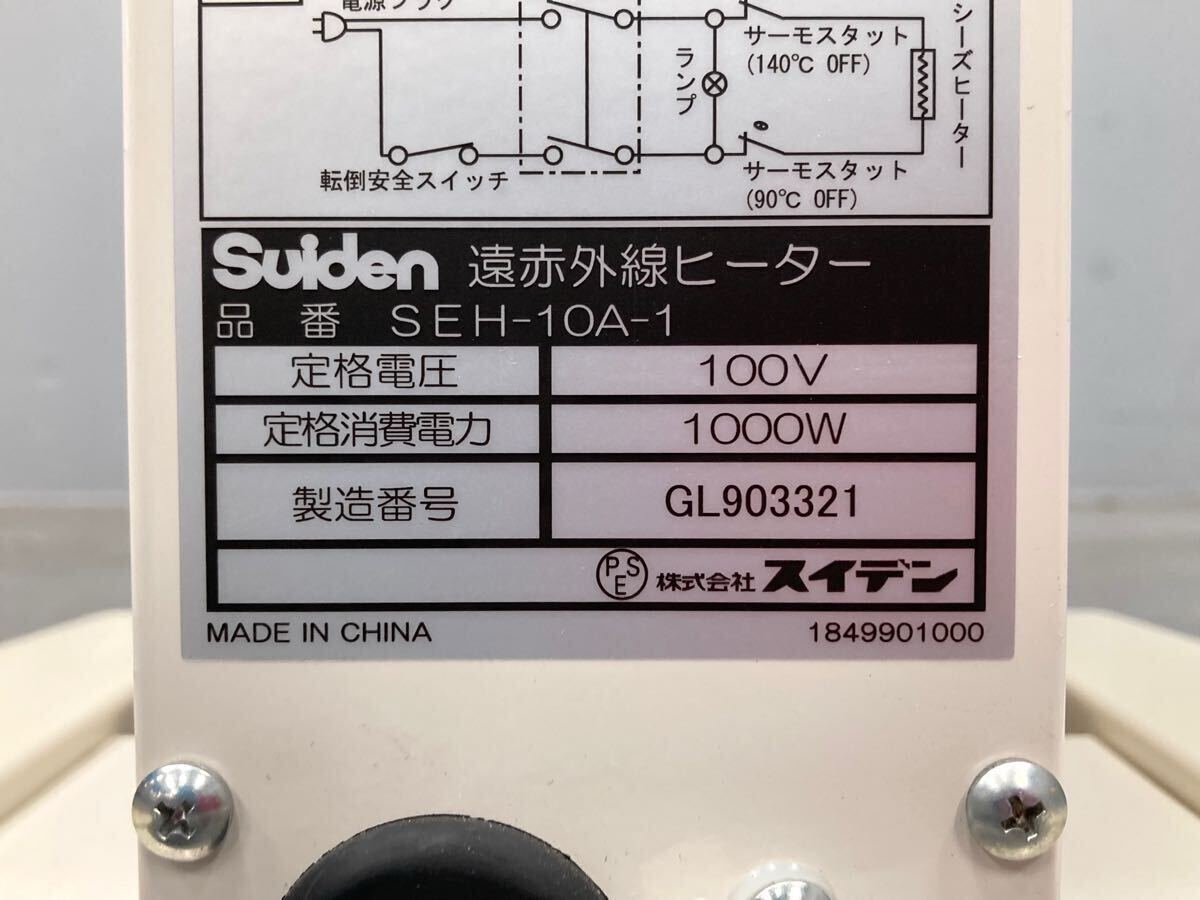 電源プラグ
サーモスタット
(140℃ OFF)
ランプ
シーズヒーター
転倒安全スイッチ
サーモスタット
(90℃ OFF)
Suiden 遠赤外線ヒーター
品 番 SEH-10A-1
定格電圧 100V
定格消費電力 1000W
製造番号 GL903321
PSE 株式会社 スイデン
MADE IN CHINA 1849901000